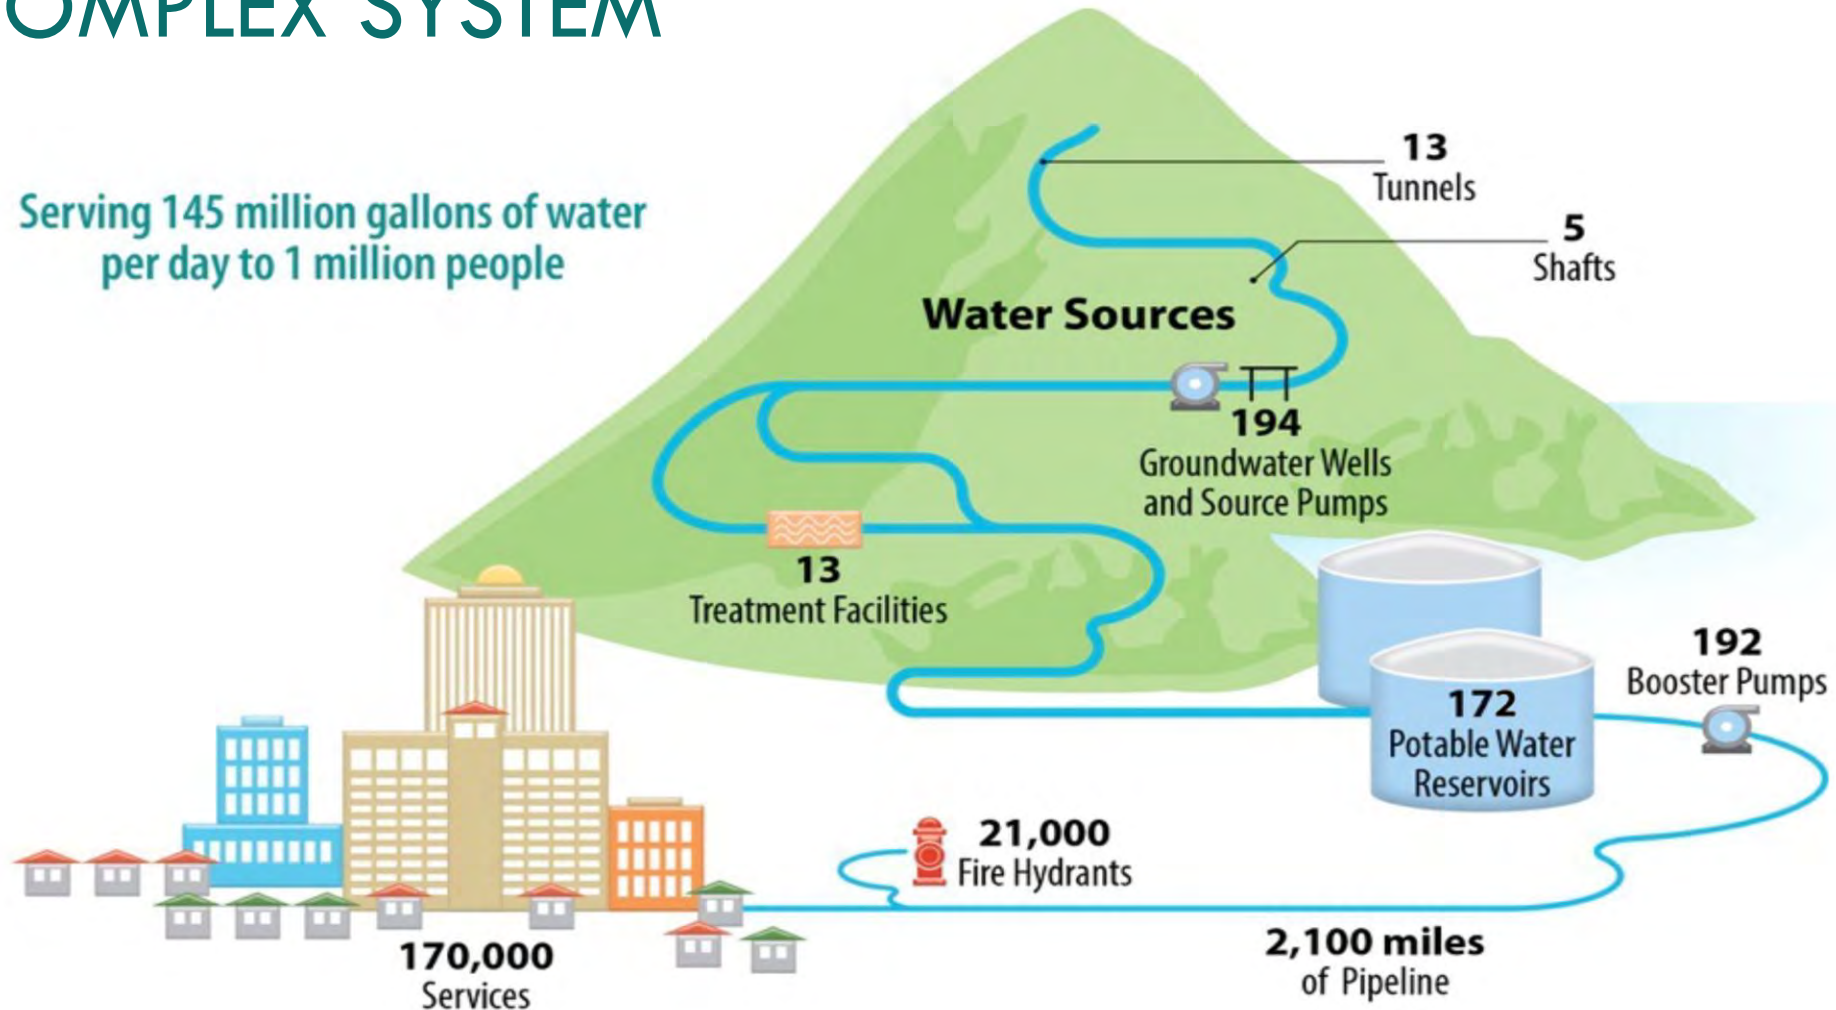 OMPLEX SYSTEM
Serving 145 million gallons of water
per day to 1 million people
13
Tunnels
5
Shafts
Water Sources
194
Groundwater Wells
and Source Pumps
13
Treatment Facilities
192
Booster Pumps
172
Potable Water
Reservoirs
21,000
Fire Hydrants
2,100 miles
of Pipeline
170,000
Services